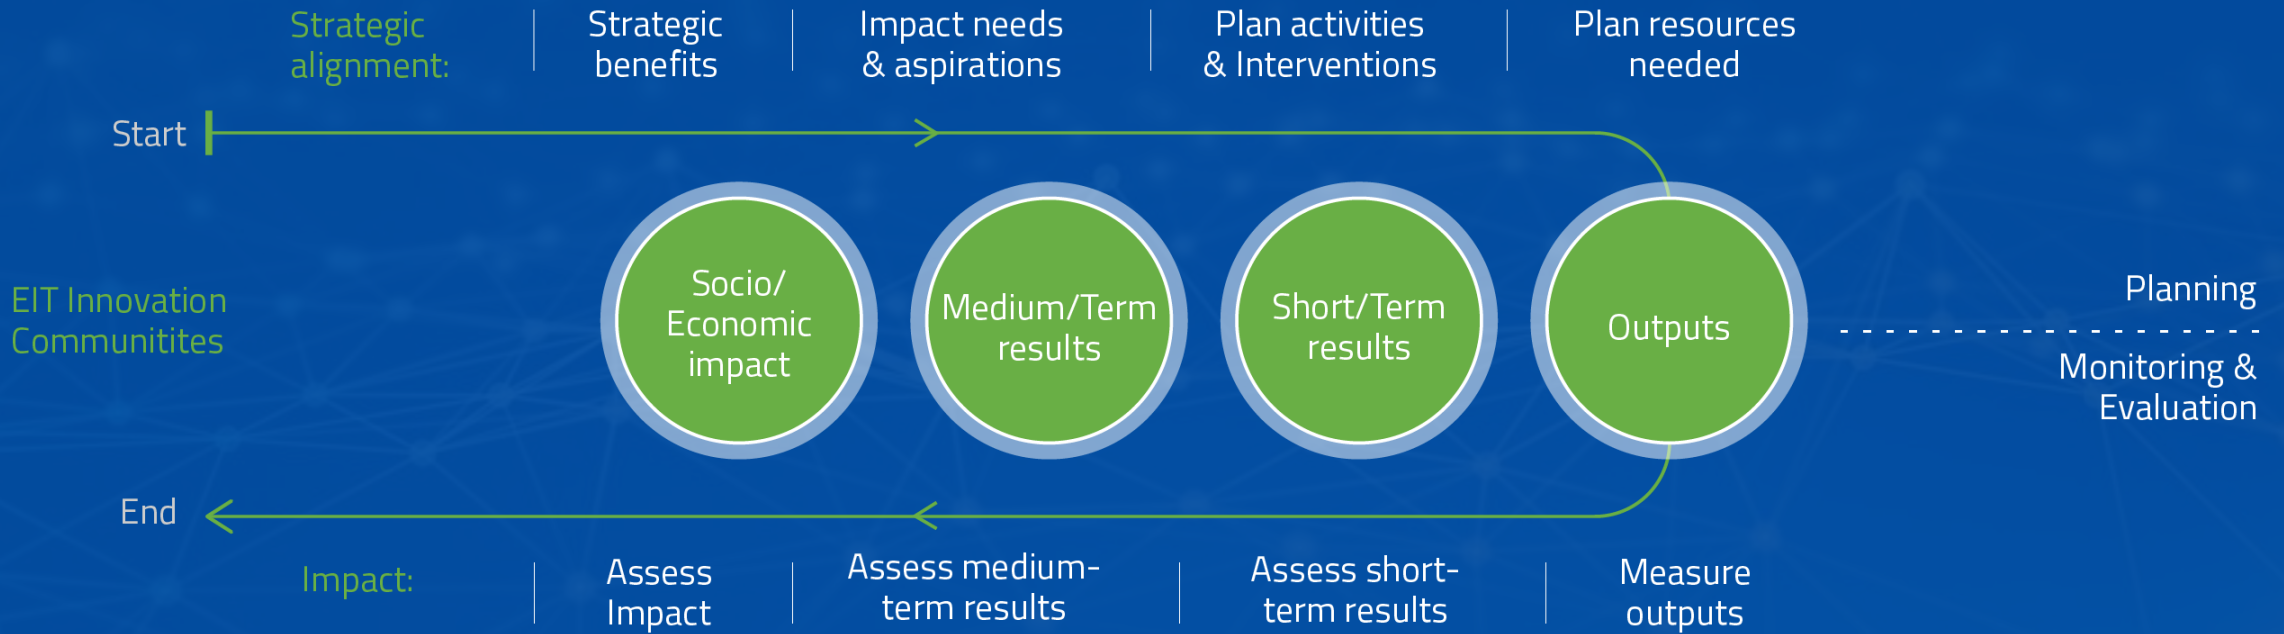 Strategic
alignment:
Strategic
benefits
Impact needs
& aspirations
Plan activities
& Interventions
Plan resources
needed
Start
EIT Innovation
Communitites
Socio/
Economic
impact
Medium/Term
results
Short/Term
results
Outputs
Planning
Monitoring &
Evaluation
End
Impact:
Assess
Impact
Assess medium-
term results
Assess short-
term results
Measure
outputs